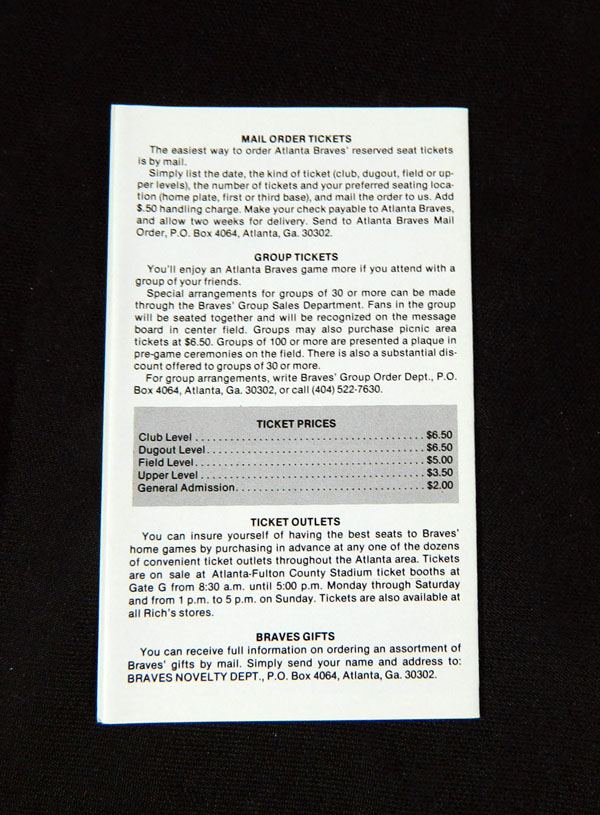 MAIL ORDER TICKETS
The easiest way to order Atlanta Braves' reserved seat tickets
is by mail.
Simply list the date, the kind of ticket (club, dugout, field or up-
per levels), the number of tickets and your preferred seating loca-
tion (home plate, first or third base), and mail the order to us. Add
$.50 handling charge. Make your check payable to Atlanta Braves,
and allow two weeks for delivery. Send to Atlanta Braves Mail
Order, P.O. Box 4064, Atlanta, Ga. 30302.
GROUP TICKETS
You'll enjoy an Atlanta Braves game more if you attend with a
group of your friends.
Special arrangements for groups of 30 or more can be made
through the Braves' Group Sales Department. Fans in the group
will be seated together and will be recognized on the message
board in center field. Groups may also purchase picnic area
tickets at $6.50. Groups of 100 or more are presented a plaque in
pre-game ceremonies on the field. There is also a substantial dis-
count offered to groups of 30 or more.
For group arrangements, write Braves' Group Order Dept., P.O.
Box 4064, Atlanta, Ga. 30302, or call (404) 522-7630.
TICKET PRICES
Club Level . . . . . . . . . . . . . . . . . . . . . . . . . . . . . . . . . . . . . . . $6.50
Dugout Level . . . . . . . . . . . . . . . . . . . . . . . . . . . . . . . . . . . . . $6.50
Field Level . . . . . . . . . . . . . . . . . . . . . . . . . . . . . . . . . . . . . . . $5.00
Upper Level . . . . . . . . . . . . . . . . . . . . . . . . . . . . . . . . . . . . . . $3.50
General Admission . . . . . . . . . . . . . . . . . . . . . . . . . . . . . . . . $2.00
TICKET OUTLETS
You can insure yourself of having the best seats to Braves'
home games by purchasing in advance at any one of the dozens
of convenient ticket outlets throughout the Atlanta area. Tickets
are on sale at Atlanta-Fulton County Stadium ticket booths at
Gate G from 8:30 a.m. until 5:00 p.m. Monday through Saturday
and from 1 p.m. to 5 p.m. on Sunday. Tickets are also available at
all Rich's stores.
BRAVES GIFTS
You can receive full information on ordering an assortment of
Braves' gifts by mail. Simply send your name and address to:
BRAVES NOVELTY DEPT., P.O. Box 4064, Atlanta, Ga. 30302.